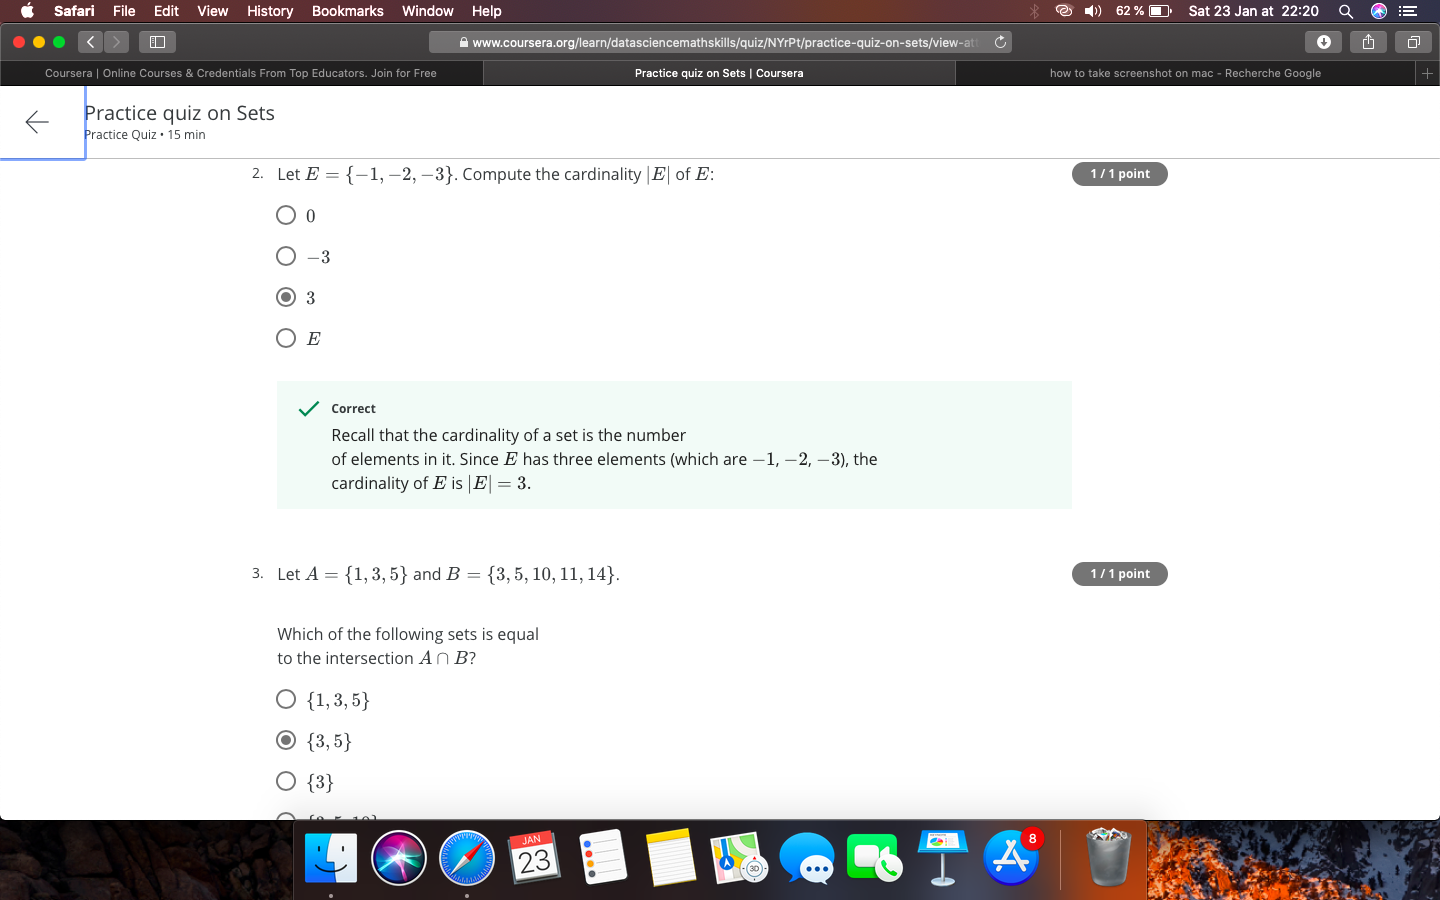 Safari File Edit View History Bookmarks Window Help 62 % Sat 23 Jan at 22:20
www.coursera.org/learn/datasciencemathskills/quiz/NYrPt/practice-quiz-on-sets/view-att
Coursera | Online Courses & Credentials From Top Educators. Join for Free Practice quiz on Sets | Coursera how to take screenshot on mac - Recherche Google
Practice quiz on Sets
Practice Quiz • 15 min
2. Let E = {−1, −2, −3}. Compute the cardinality |E| of E: 1 / 1 point
0
−3
3
E
Correct
Recall that the cardinality of a set is the number
of elements in it. Since E has three elements (which are −1, −2, −3), the
cardinality of E is |E| = 3.
3. Let A = {1, 3, 5} and B = {3, 5, 10, 11, 14}. 1 / 1 point
Which of the following sets is equal
to the intersection A ∩ B?
{1, 3, 5}
{3, 5}
{3}
JAN
23
3D
8